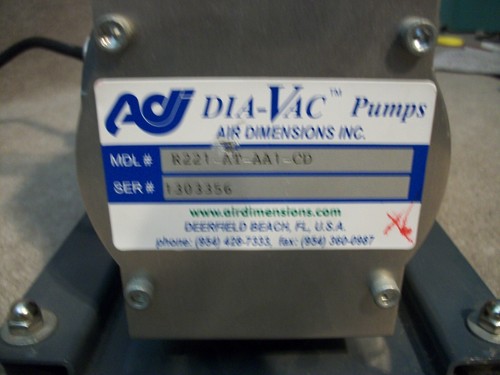 ADi DIA-VAC™ Pumps
AIR DIMENSIONS INC.
MDL # R221-AT-AA1-CD
SER # 1303356
www.airdimensions.com
DEERFIELD BEACH, FL, U.S.A.
phone: (954) 428-7333, fax: (954) 360-0987